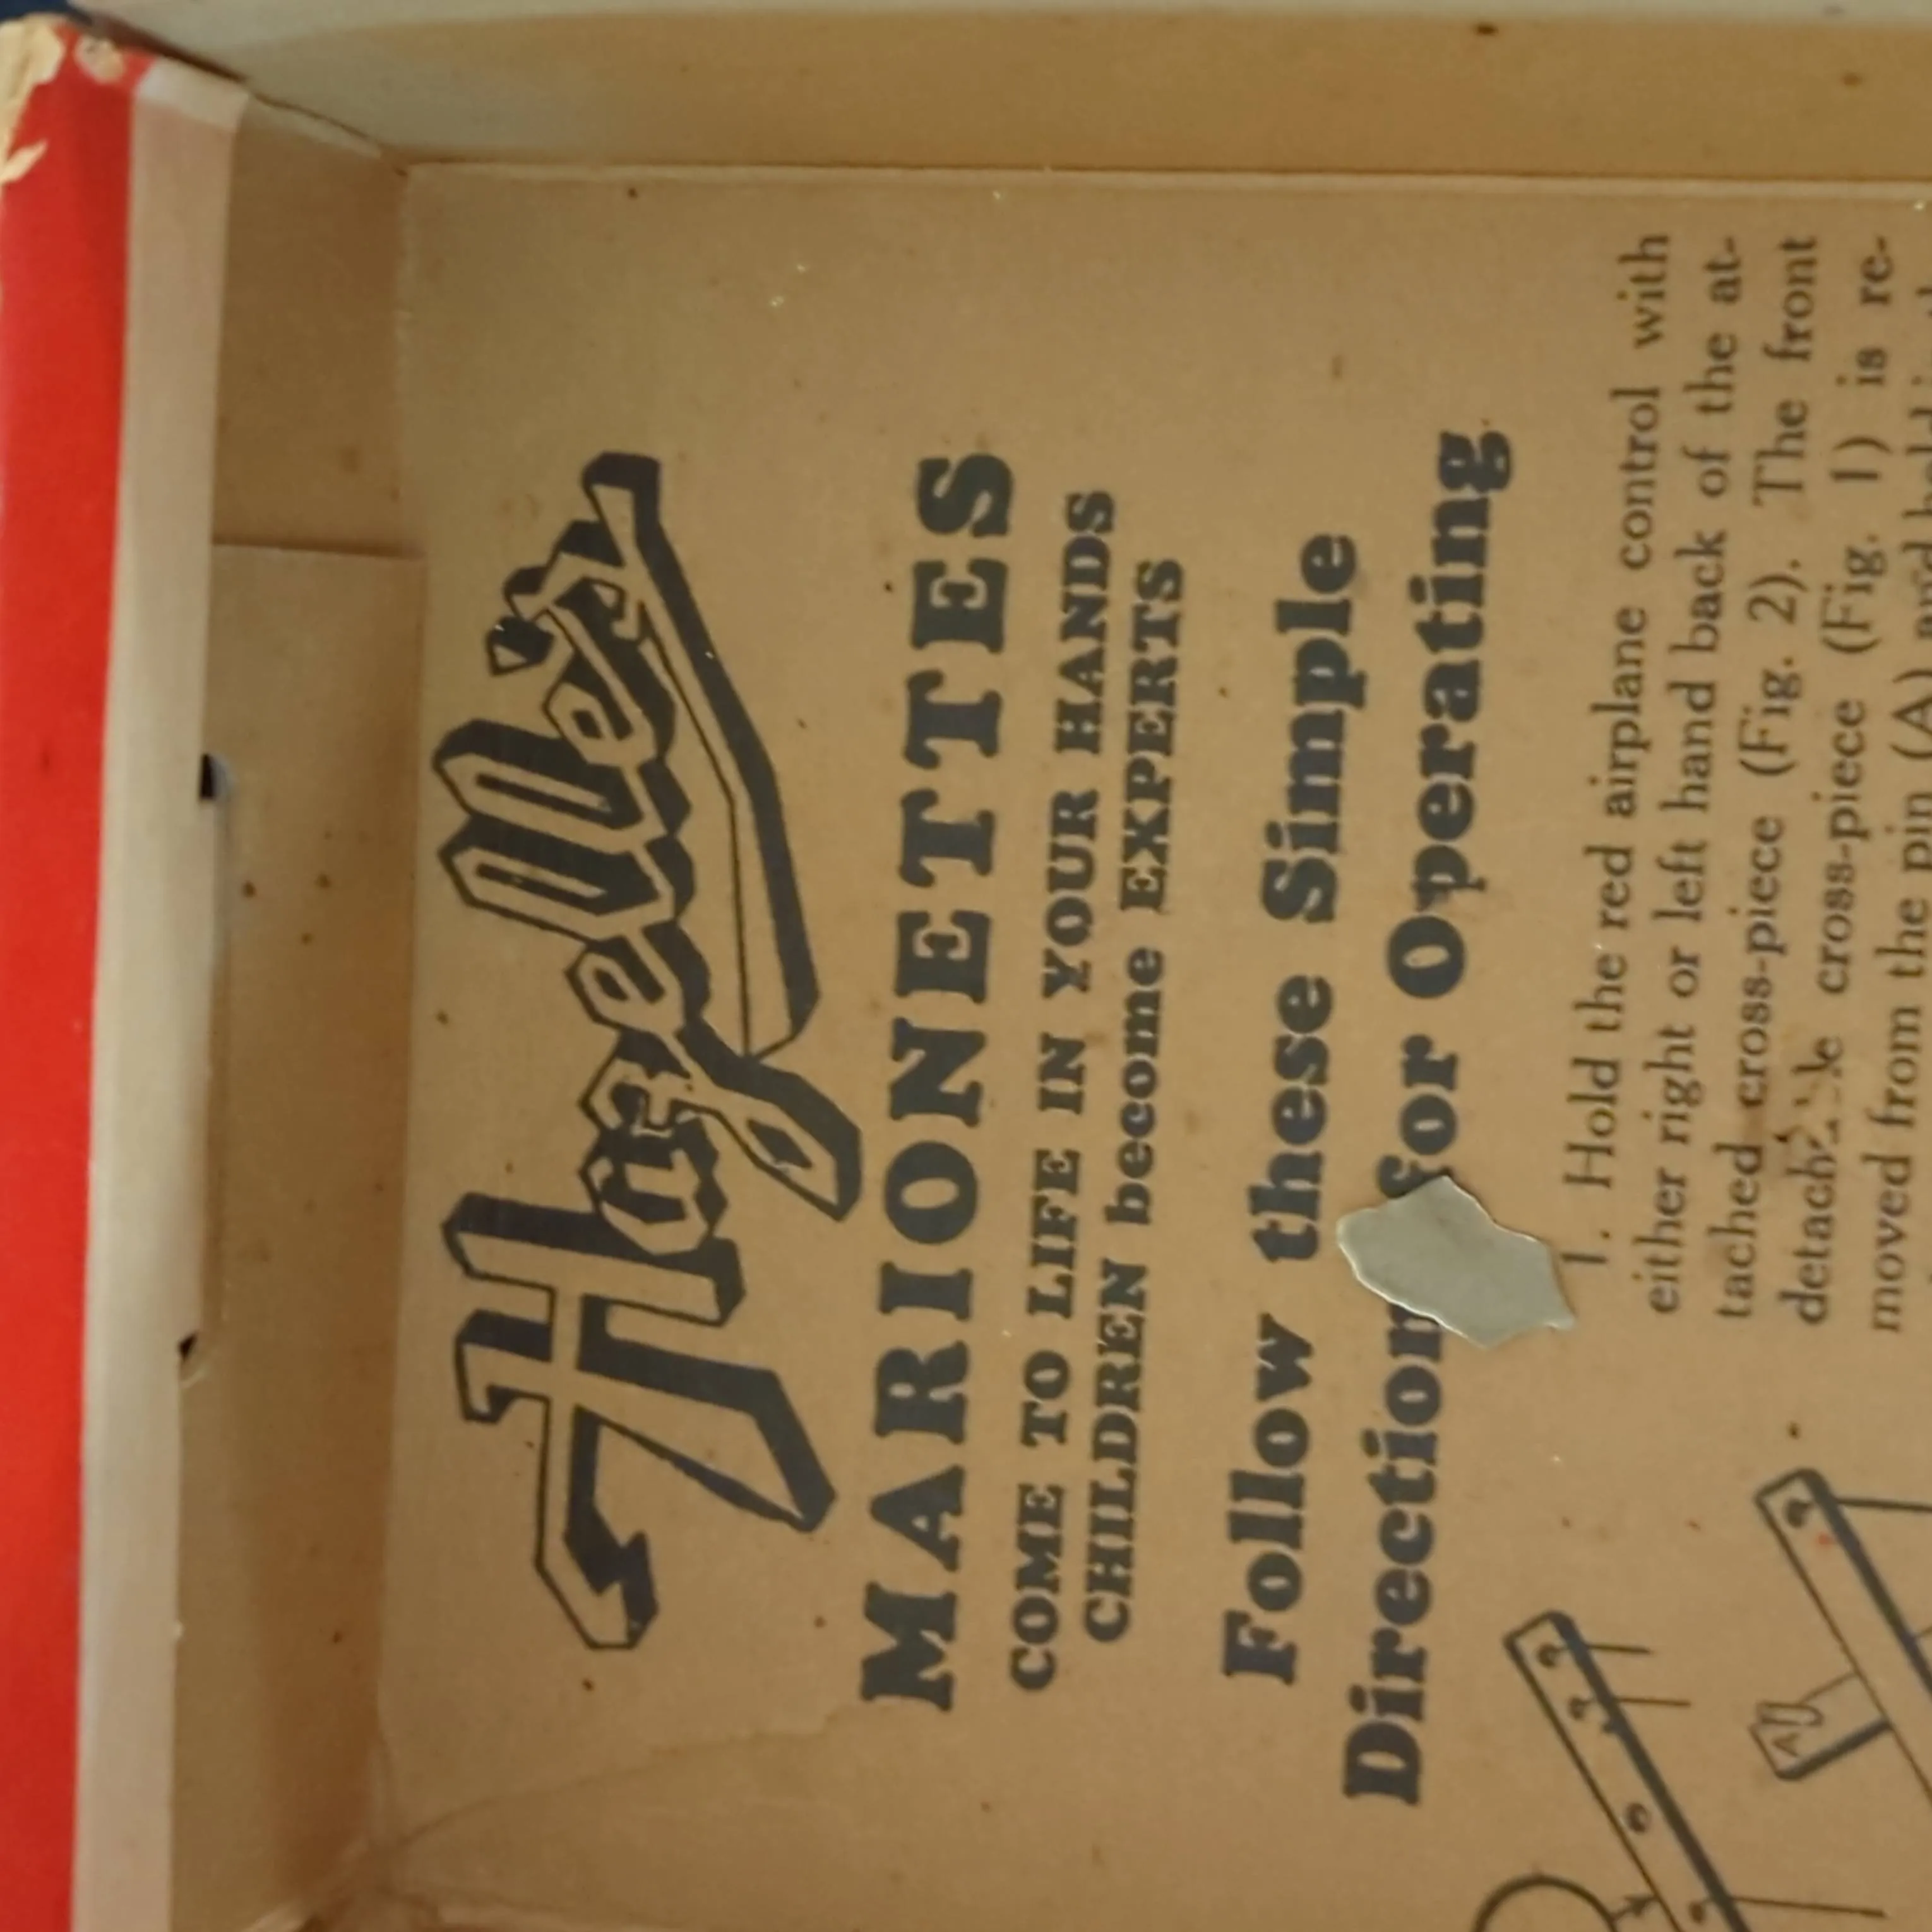 Hazelle's
MARIONETTES
COME TO LIFE IN YOUR HANDS
CHILDREN become EXPERTS
Follow these Simple
Direction for Operating
1. Hold the red airplane control with
either right or left hand back of the at-
tached cross-piece (Fig. 2). The front
cross-piece (Fig. 1) is re-
moved from the pin (A) and
A